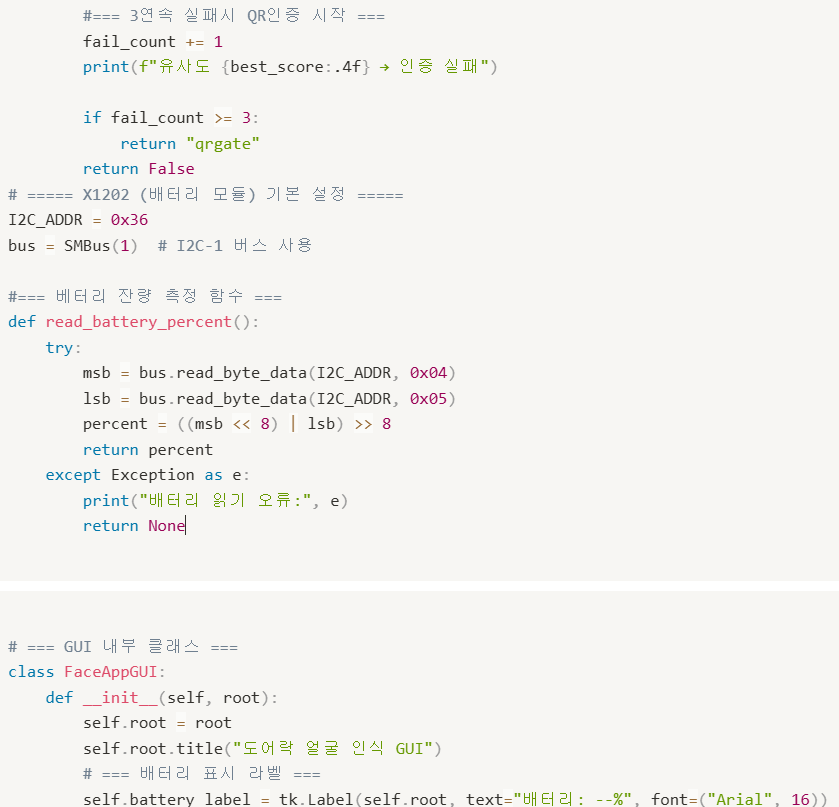 #=== 3연속 실패시 QR인증 시작 ===
fail_count += 1
print(f"유사도 {best_score:.4f} → 인증 실패")
if fail_count >= 3:
return "qrgate"
return False
# ===== X1202 (배터리 모듈) 기본 설정 =====
I2C_ADDR = 0x36
bus = SMBus(1)  # I2C-1 버스 사용
#=== 베터리 잔량 측정 함수 ===
def read_battery_percent():
try:
msb = bus.read_byte_data(I2C_ADDR, 0x04)
lsb = bus.read_byte_data(I2C_ADDR, 0x05)
percent = ((msb << 8) | lsb) >> 8
return percent
except Exception as e:
print("배터리 읽기 오류:", e)
return None
# === GUI 내부 클래스 ===
class FaceAppGUI:
def __init__(self, root):
self.root = root
self.root.title("도어락 얼굴 인식 GUI")
# === 배터리 표시 라벨 ===
self.battery_label = tk.Label(self.root, text="배터리: --%", font=("Arial", 16))